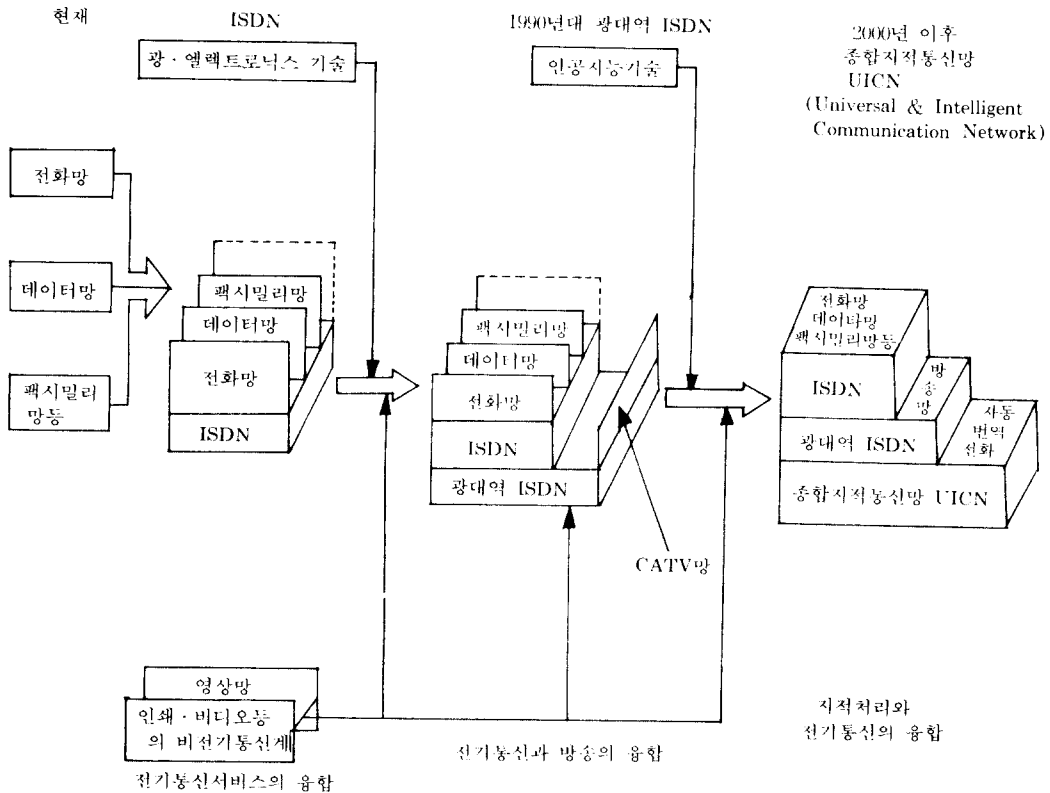 현재
ISDN
1990년대 광대역 ISDN
2000년 이후
종합지적통신망
UICN
(Universal & Intelligent
Communication Network)
광·엘렉트로닉스 기술
인공지능기술
전화망
데이터망
팩시밀리
망등
팩시밀리망
데이터망
전화망
ISDN
팩시밀리망
데이터망
전화망
ISDN
광대역 ISDN
CATV망
전화망
데이타망
팩시밀리망등
ISDN
방송망
광대역 ISDN
자동
번역
전화
종합지적통신망 UICN
영상망
인쇄·비디오등
의 비전기통신계
전기통신서비스의 융합
전기통신과 방송의 융합
지적처리와
전기통신의 융합